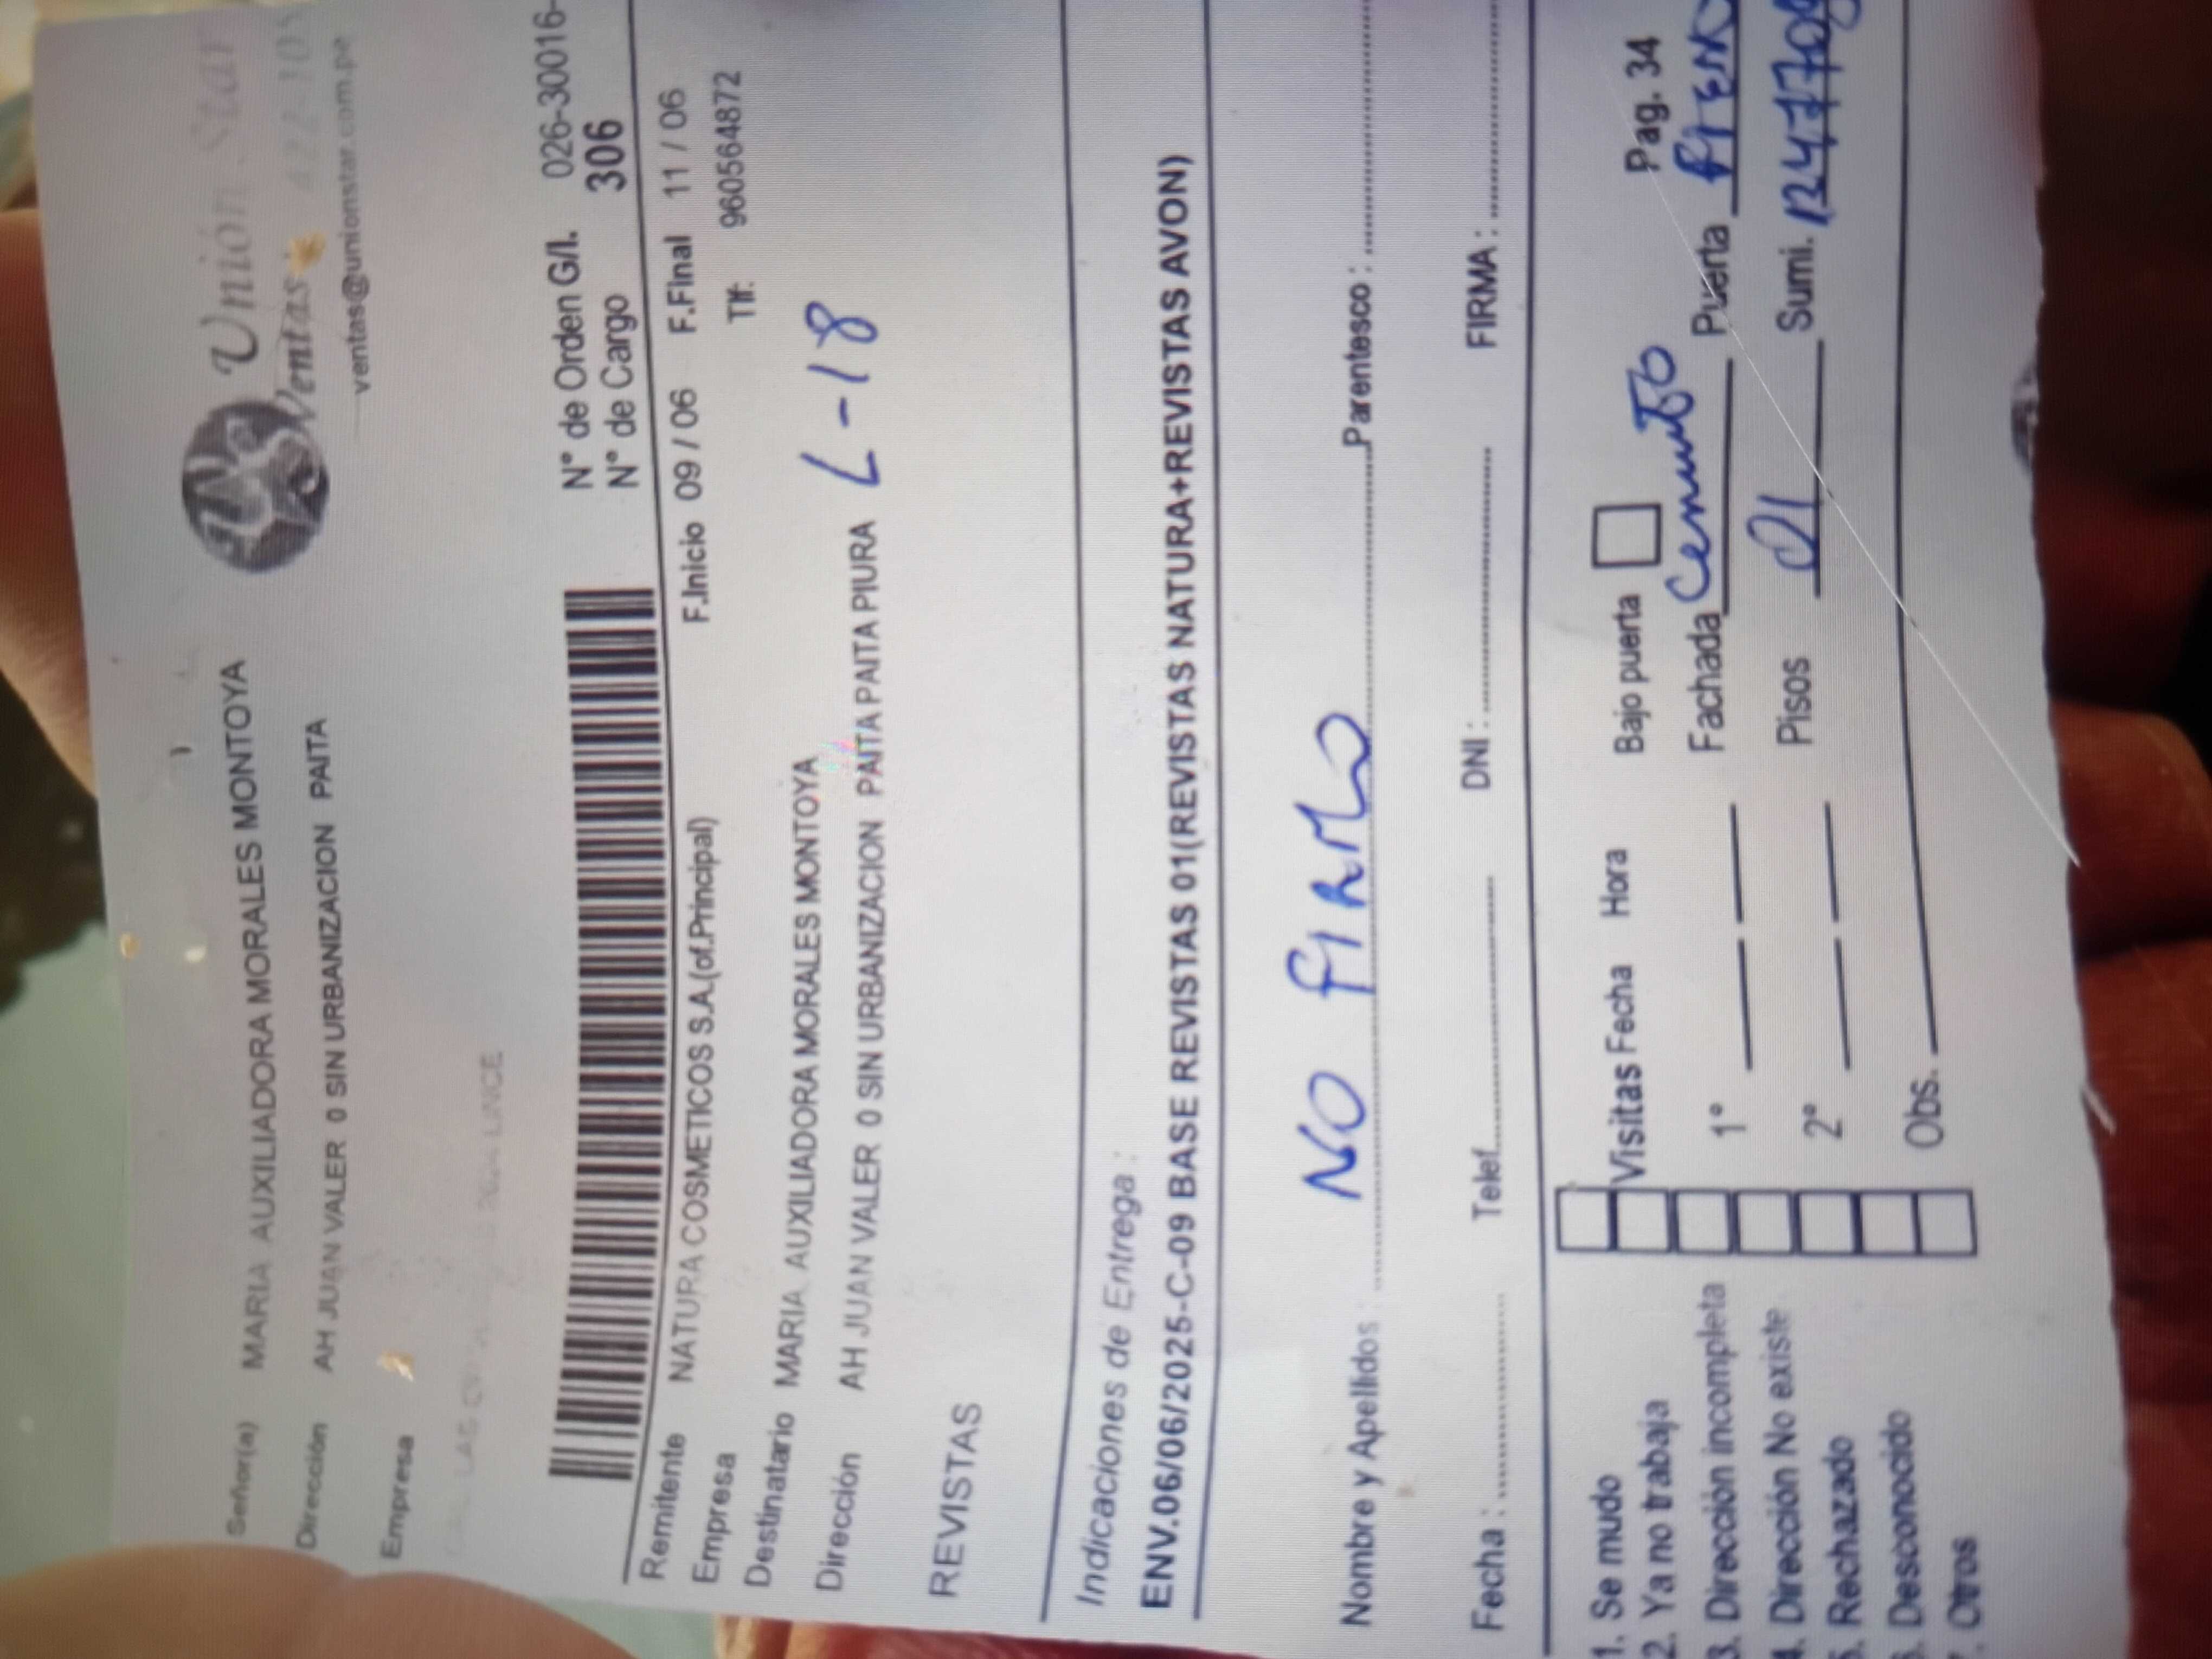 Unión Star
Ventas
ventas@unionstar.com.pe
Señor(a) MARIA AUXILIADORA MORALES MONTOYA
Dirección AH JUAN VALER 0 SIN URBANIZACION PAITA
Empresa
LINCE
N° de Orden G/I. 026-30016-
N° de Cargo 306
Remitente NATURA COSMETICOS S.A.(of.Principal) F.Inicio 09 / 06 F.Final 11 / 06
Empresa Tlf: 960564872
Destinatario MARIA AUXILIADORA MORALES MONTOYA
Dirección AH JUAN VALER 0 SIN URBANIZACION PAITA PAITA PIURA L-18
REVISTAS
Indicaciones de Entrega :
ENV.06/06/2025-C-09 BASE REVISTAS 01((REVISTAS NATURA+REVISTAS AVON)
Nombre y Apellidos : NO FIRMO Parentesco :
Fecha : Telef. DNI : FIRMA :
1. Se mudo
2. Ya no trabaja
3. Dirección incompleta
4. Dirección No existe
5. Rechazado
6. Desconocido
7. Otros
Visitas Fecha Hora Bajo puerta Pag. 34
1° Fachada Puerta
2° Pisos 01 Sumi.
Obs.